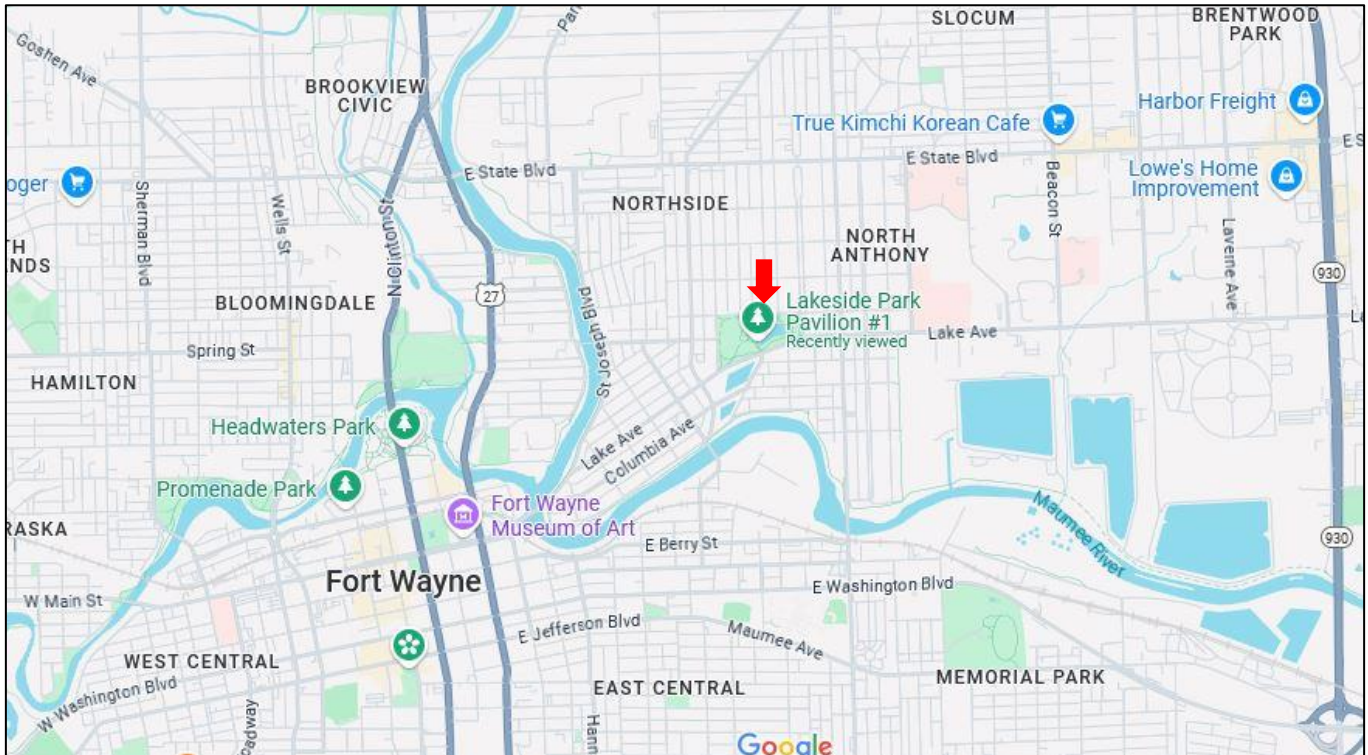 SLOCUM
BRENTWOOD
PARK
Goshen Ave
BROOKVIEW
CIVIC
Harbor Freight
True Kimchi Korean Cafe
E State Blvd
E State Blvd
Lowe's Home
Improvement
Beacon St
Sherman Blvd
Wells St
N Clinton St
NORTHSIDE
NORTH
ANTHONY
Laverne Ave
930
27
BLOOMINGDALE
St Joseph Blvd
Lakeside Park
Pavilion #1
Recently viewed
Lake Ave
Spring St
HAMILTON
Headwaters Park
Lake Ave
Columbia Ave
Promenade Park
Fort Wayne
Museum of Art
Maumee River
930
E Berry St
Fort Wayne
E Washington Blvd
W Main St
E Jefferson Blvd
Maumee Ave
WEST CENTRAL
W Washington Blvd
EAST CENTRAL
MEMORIAL PARK
Google